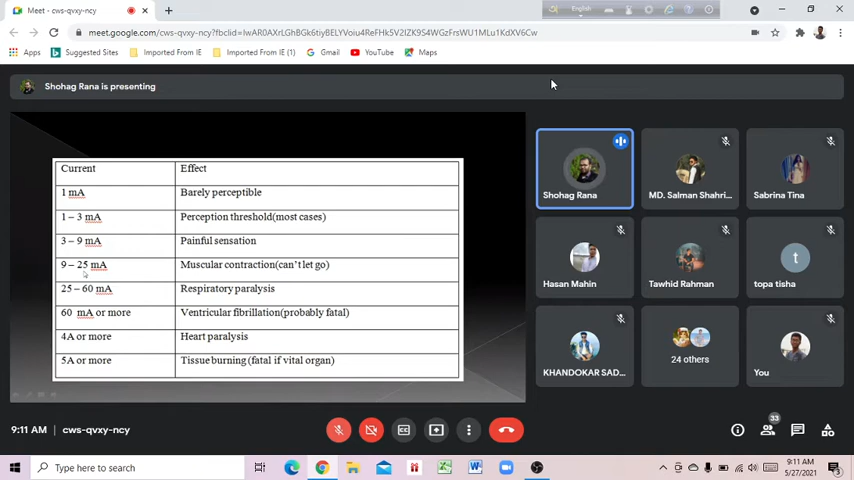 Meet - cws-qvxy-ncy
English
meet.google.com/cws-qvxy-ncy?fbclid=IwAR0AXrLGhBGk6tiyBELYVoiu4ReFHk5V2IZK9S4WGzsrsWU1MLu1KdXV6Cw
Apps
Suggested Sites
Imported From IE
Imported From IE (1)
Gmail
YouTube
Maps
Shohag Rana is presenting
Current Effect
1 mA Barely perceptible
1 – 3 mA Perception threshold(most cases)
3 – 9 mA Painful sensation
9 – 25 mA Muscular contraction(can't let go)
25 – 60 mA Respiratory paralysis
60 mA or more Ventricular fibrillation(probably fatal)
4A or more Heart paralysis
5A or more Tissue burning (fatal if vital organ)
Shohag Rana
MD. Salman Shahri...
Sabrina Tina
Hasan Mahin
Tawhid Rahman
t
topa tisha
KHANDOKAR SAD...
24 others
You
9:11 AM cws-qvxy-ncy
33
Type here to search
9:11 AM
5/27/2021
3